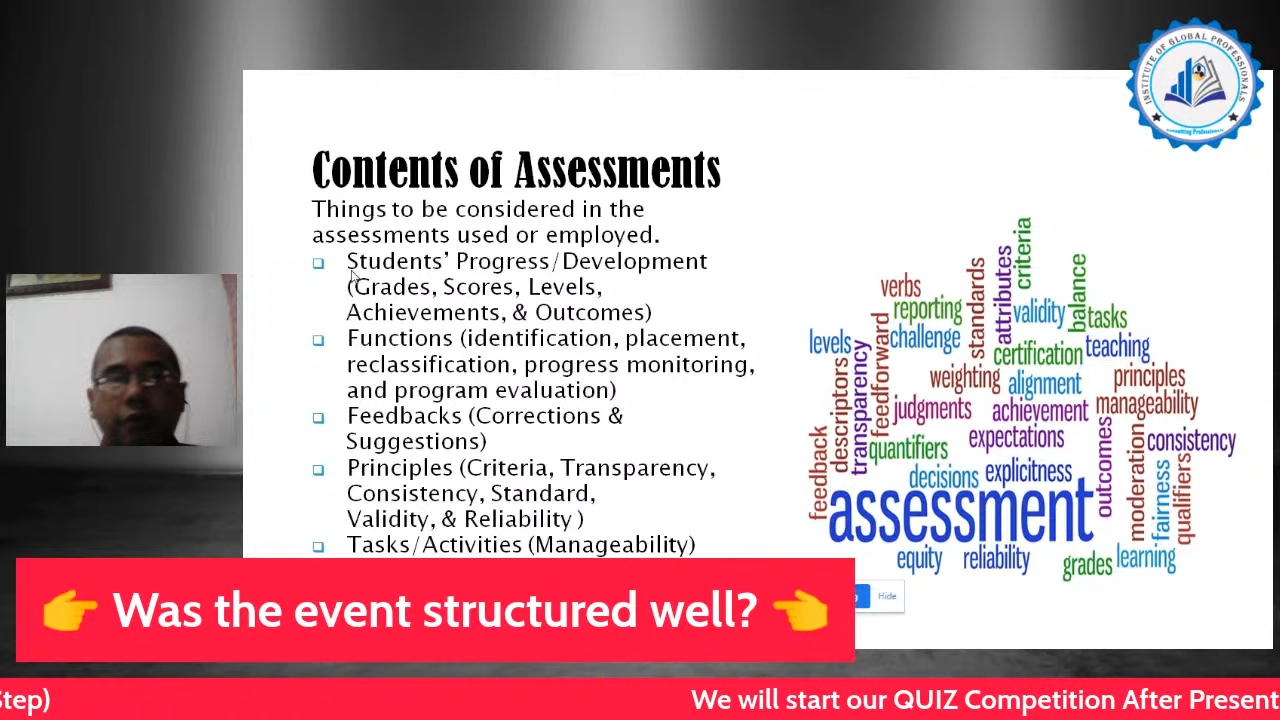 INSTITUTE OF GLOBAL PROFESSIONALS
Contents of Assessments
Things to be considered in the
assessments used or employed.
Students’ Progress/Development
(Grades, Scores, Levels,
Achievements, & Outcomes)
Functions (identification, placement,
reclassification, progress monitoring,
and program evaluation)
Feedbacks (Corrections &
Suggestions)
Principles (Criteria, Transparency,
Consistency, Standard,
Validity, & Reliability )
Tasks/Activities (Manageability)
criteria
verbs
standards
attributes
balance
reporting
validity
tasks
levels
challenge
feedforward
certification
teaching
transparency
descriptors
weighting
alignment
principles
judgments
achievement
manageability
quantifiers
expectations
outcomes
moderation
consistency
feedback
decisions
explicitness
fairness
qualifiers
assessment
equity
reliability
grades
learning
👉 Was the event structured well? 👈
Hide
Step)
We will start our QUIZ Competition After Present